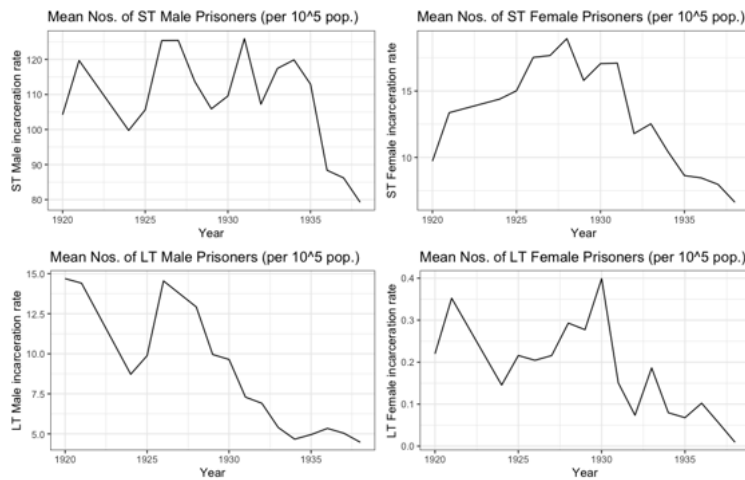 Mean Nos. of ST Male Prisoners (per 10^5 pop.)
ST Male incarceration rate
120
110
100
90
80
1920
1925
1930
1935
Year
Mean Nos. of ST Female Prisoners (per 10^5 pop.)
ST Female incarceration rate
15
10
1920
1925
1930
1935
Year
Mean Nos. of LT Male Prisoners (per 10^5 pop.)
LT Male incarceration rate
15.0
12.5
10.0
7.5
5.0
1920
1925
1930
1935
Year
Mean Nos. of LT Female Prisoners (per 10^5 pop.)
LT Female incarceration rate
0.4
0.3
0.2
0.1
0.0
1920
1925
1930
1935
Year